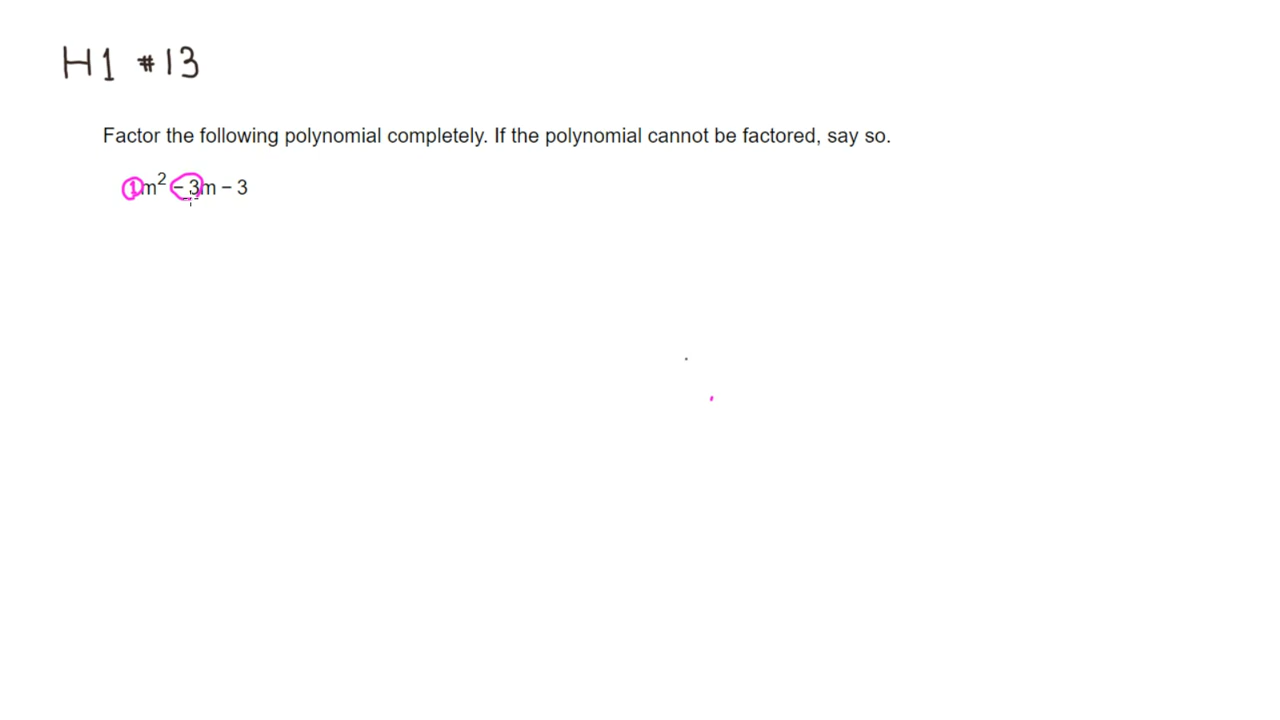 H1 #13
Factor the following polynomial completely. If the polynomial cannot be factored, say so.
1m² − 3m − 3